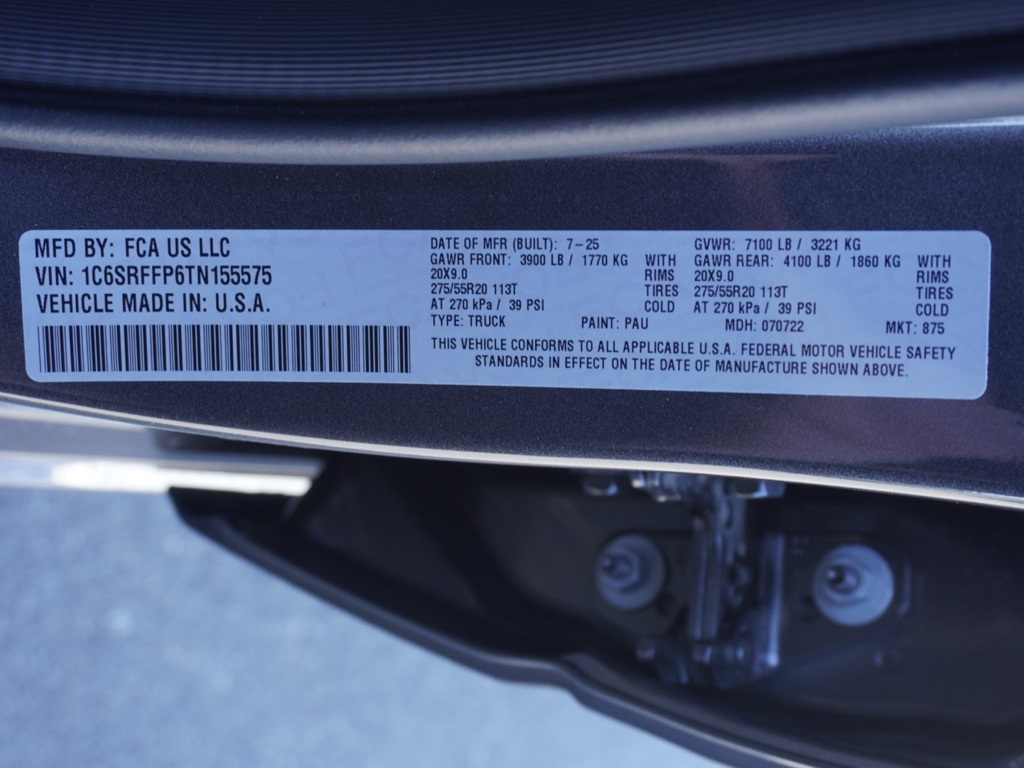 MFD BY: FCA US LLC
VIN: 1C6SRFFP6TN155575
VEHICLE MADE IN: U.S.A.
DATE OF MFR (BUILT): 7-25
GAWR FRONT: 3900 LB / 1770 KG WITH
20X9.0 RIMS
275/55R20 113T TIRES
AT 270 kPa / 39 PSI COLD
TYPE: TRUCK PAINT: PAU
GVWR: 7100 LB / 3221 KG
GAWR REAR: 4100 LB / 1860 KG WITH
20X9.0 RIMS
275/55R20 113T TIRES
AT 270 kPa / 39 PSI COLD
MDH: 070722 MKT: 875
THIS VEHICLE CONFORMS TO ALL APPLICABLE U.S.A. FEDERAL MOTOR VEHICLE SAFETY
STANDARDS IN EFFECT ON THE DATE OF MANUFACTURE SHOWN ABOVE.